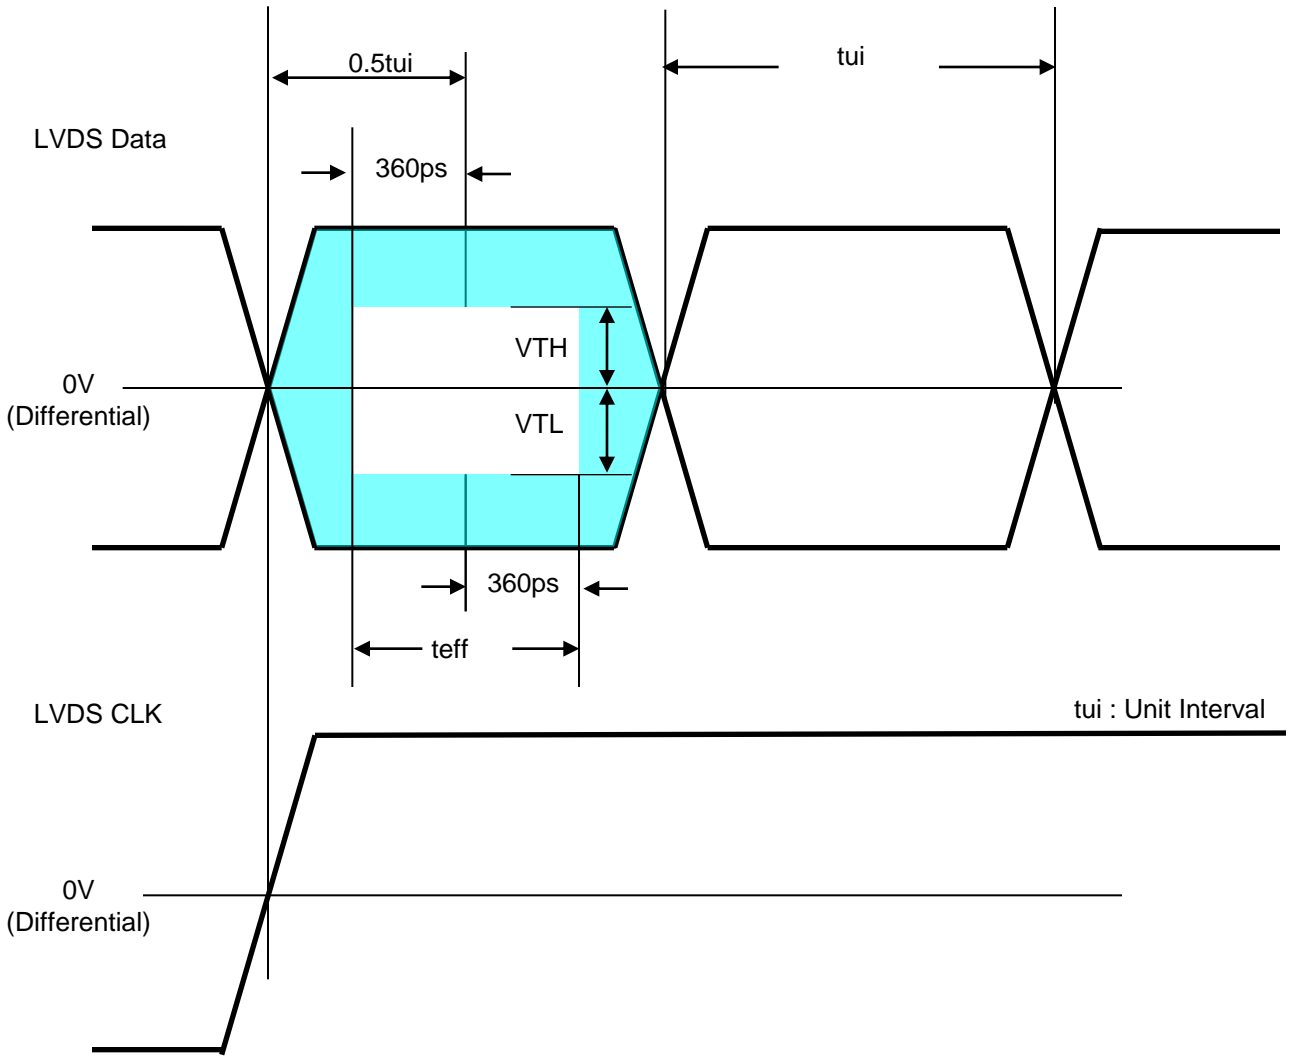 0.5tui
tui
LVDS Data
360ps
VTH
0V
(Differential)
VTL
360ps
teff
LVDS CLK
tui : Unit Interval
0V
(Differential)